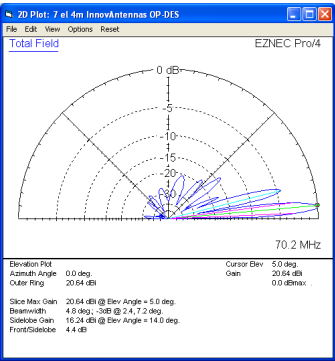 2D Plot: 7 el 4m InnovAntennas OP-DES
File Edit View Options Reset
Total Field
EZNEC Pro/4
0 dB
-5
-10
-15
-20
-30
70.2 MHz
Elevation Plot
Cursor Elev 5.0 deg.
Azimuth Angle 0.0 deg.
Gain 20.64 dBi
Outer Ring 20.64 dBi
0.0 dBmax
Slice Max Gain 20.64 dBi @ Elev Angle = 5.0 deg.
Beamwidth 4.8 deg.; -3dB @ 2.4, 7.2 deg.
Sidelobe Gain 16.24 dBi @ Elev Angle = 14.0 deg.
Front/Sidelobe 4.4 dB